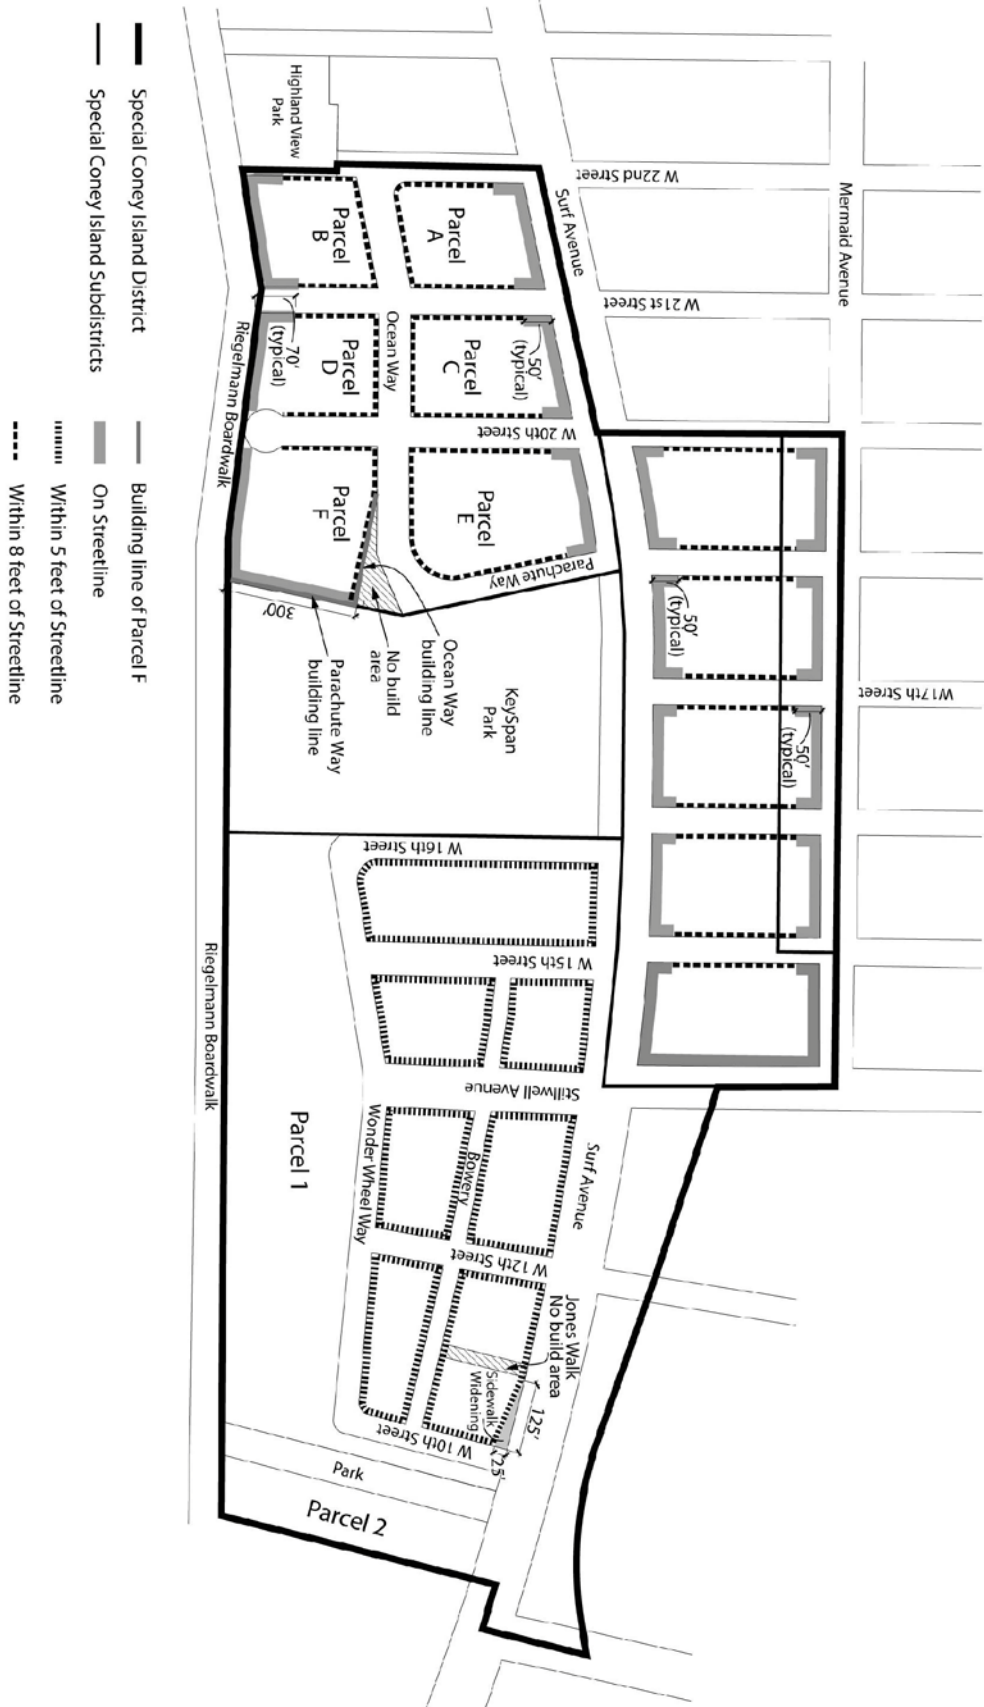 Mermaid Avenue
W 22nd Street
W 21st Street
W 20th Street
W17th Street
Surf Avenue
Highland View
Park
Parcel
A
Parcel
B
Parcel
C
Parcel
D
Parcel
E
Parcel
F
Ocean Way
50'
(typical)
70'
(typical)
50'
(typical)
50'
(typical)
Riegelmann Boardwalk
Parachute Way
300'
Ocean Way
building line
No build
area
Parachute Way
building line
KeySpan
Park
W 16th Street
W 15th Street
Stillwell Avenue
Surf Avenue
Bowery
Wonder Wheel Way
W 12th Street
Jones Walk
No build area
Sidewalk
Widening
125'
25'
W 10th Street
Park
Parcel 1
Parcel 2
Riegelmann Boardwalk
Special Coney Island District
Special Coney Island Subdistricts
Building line of Parcel F
On Streetline
Within 5 feet of Streetline
Within 8 feet of Streetline